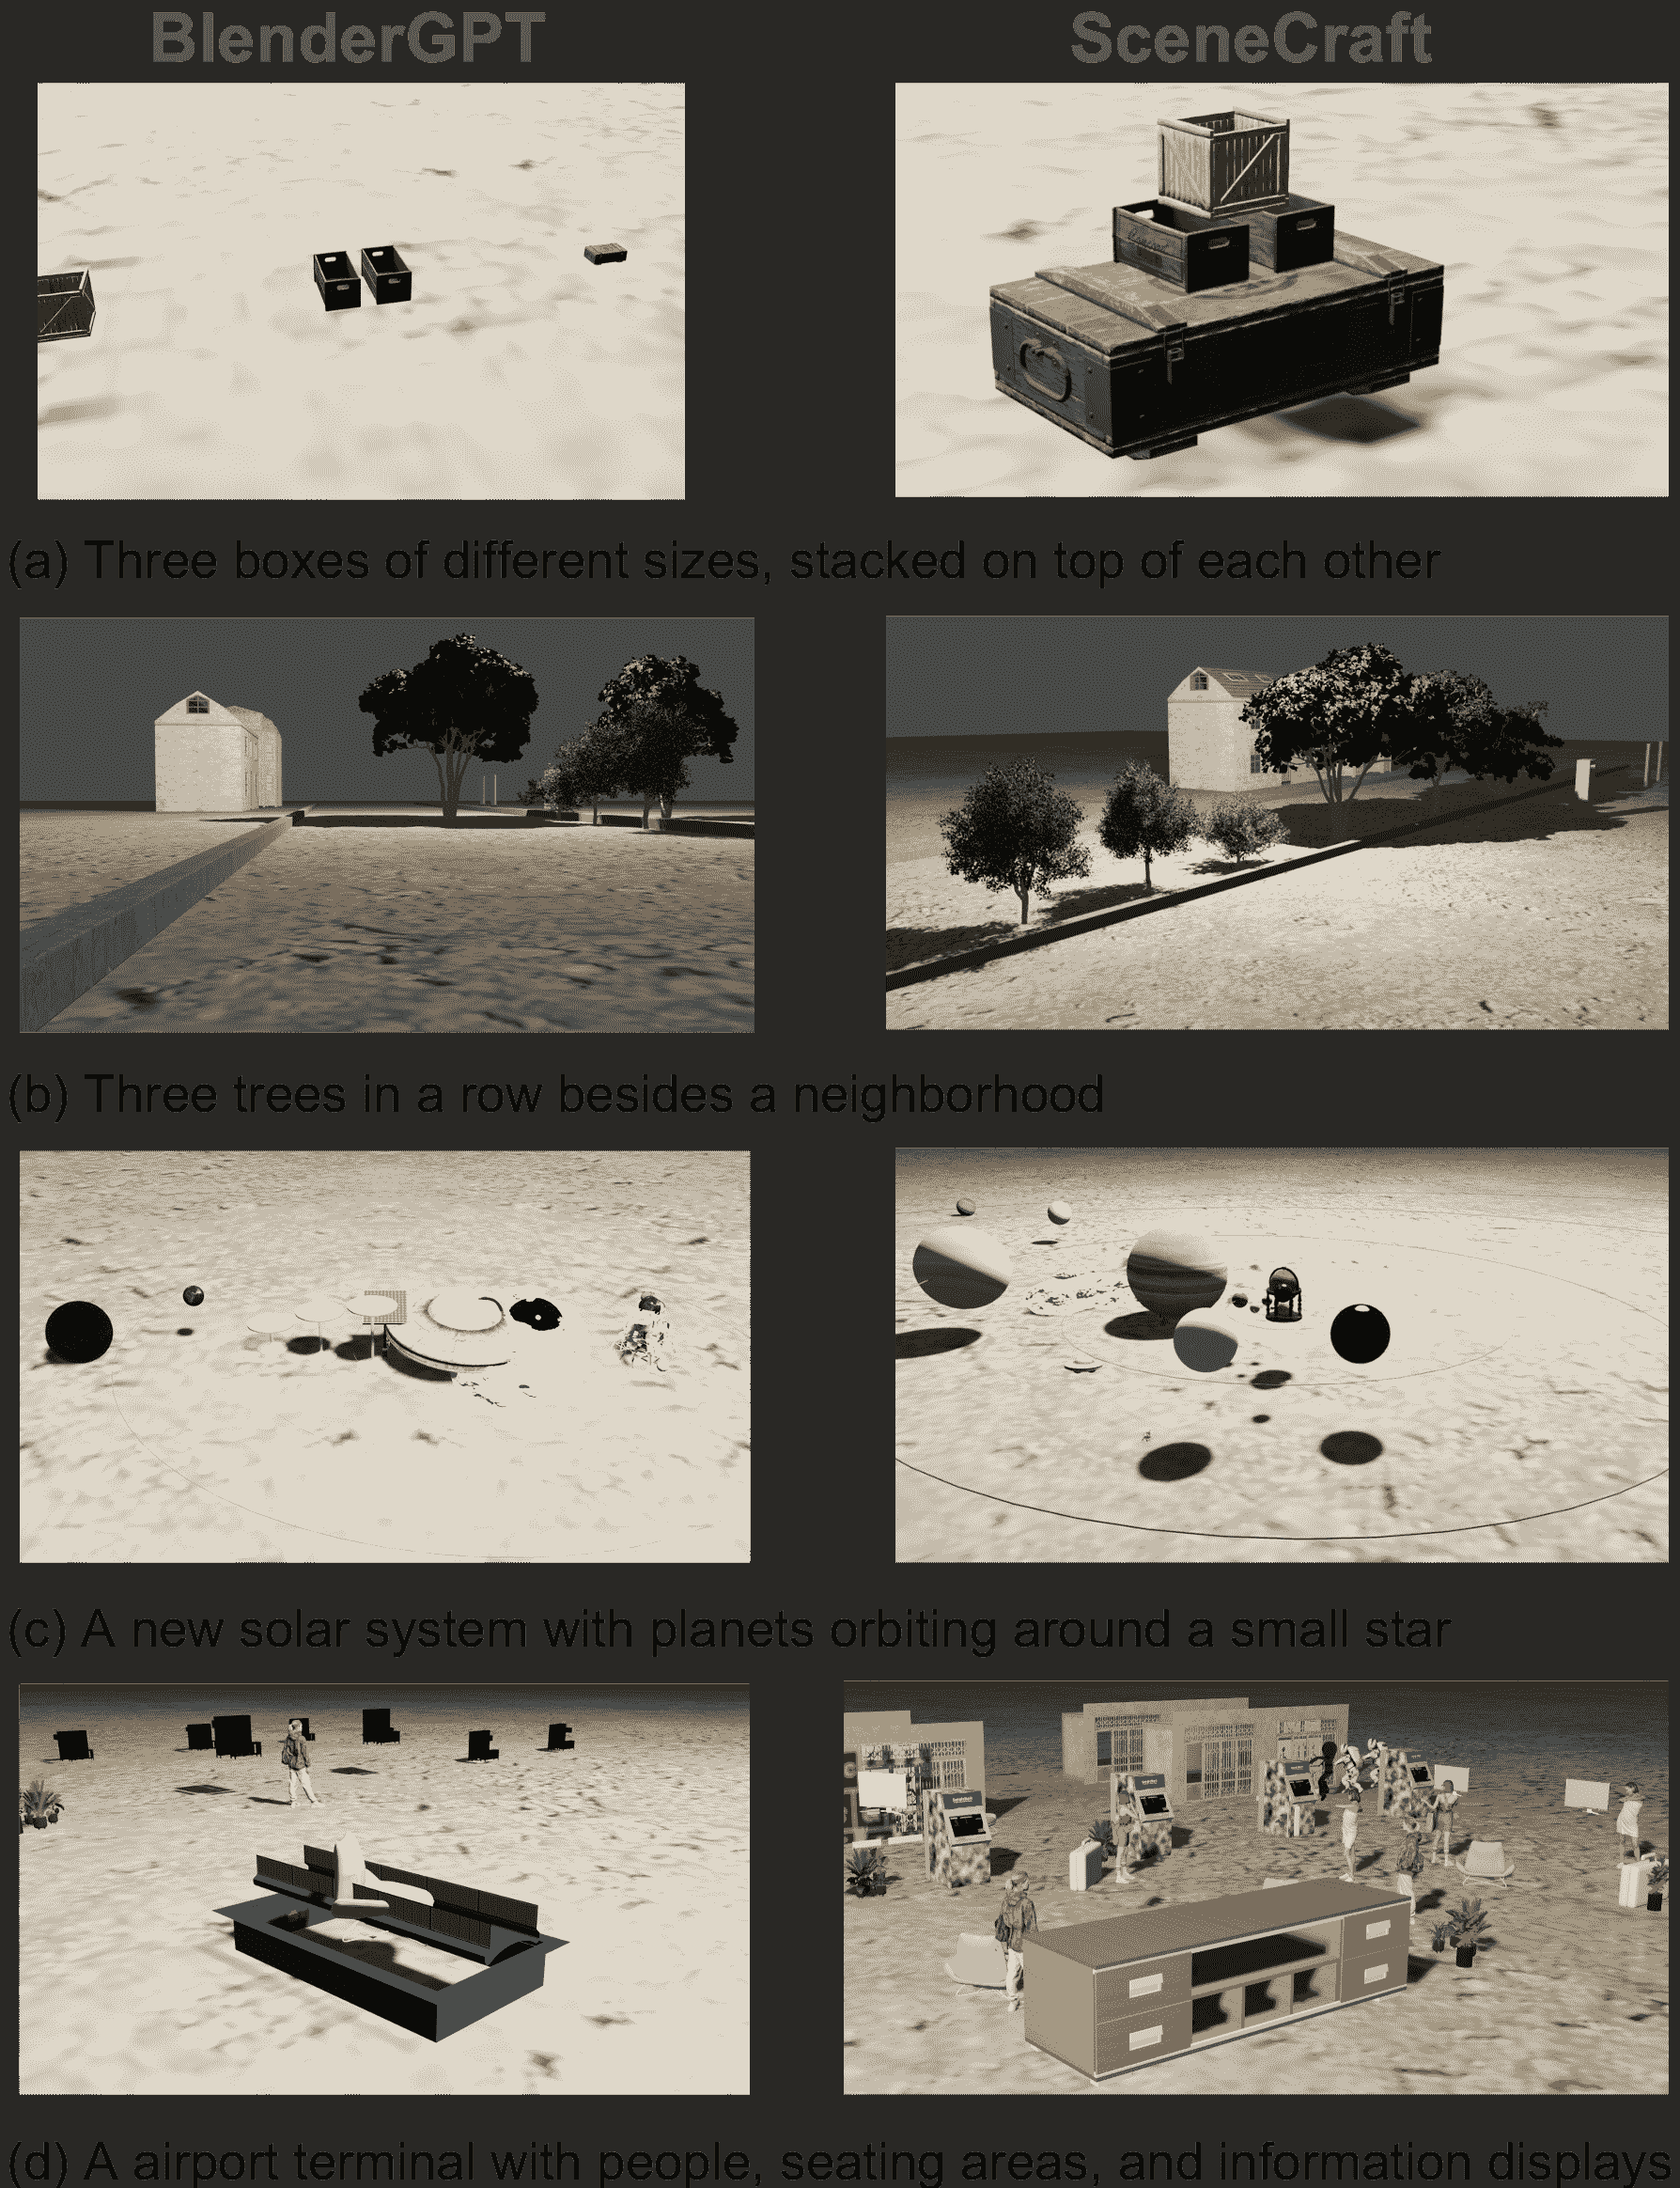 BlenderGPT
SceneCraft
(a) Three boxes of different sizes, stacked on top of each other
(b) Three trees in a row besides a neighborhood
(c) A new solar system with planets orbiting around a small star
(d) A airport terminal with people, seating areas, and information displays